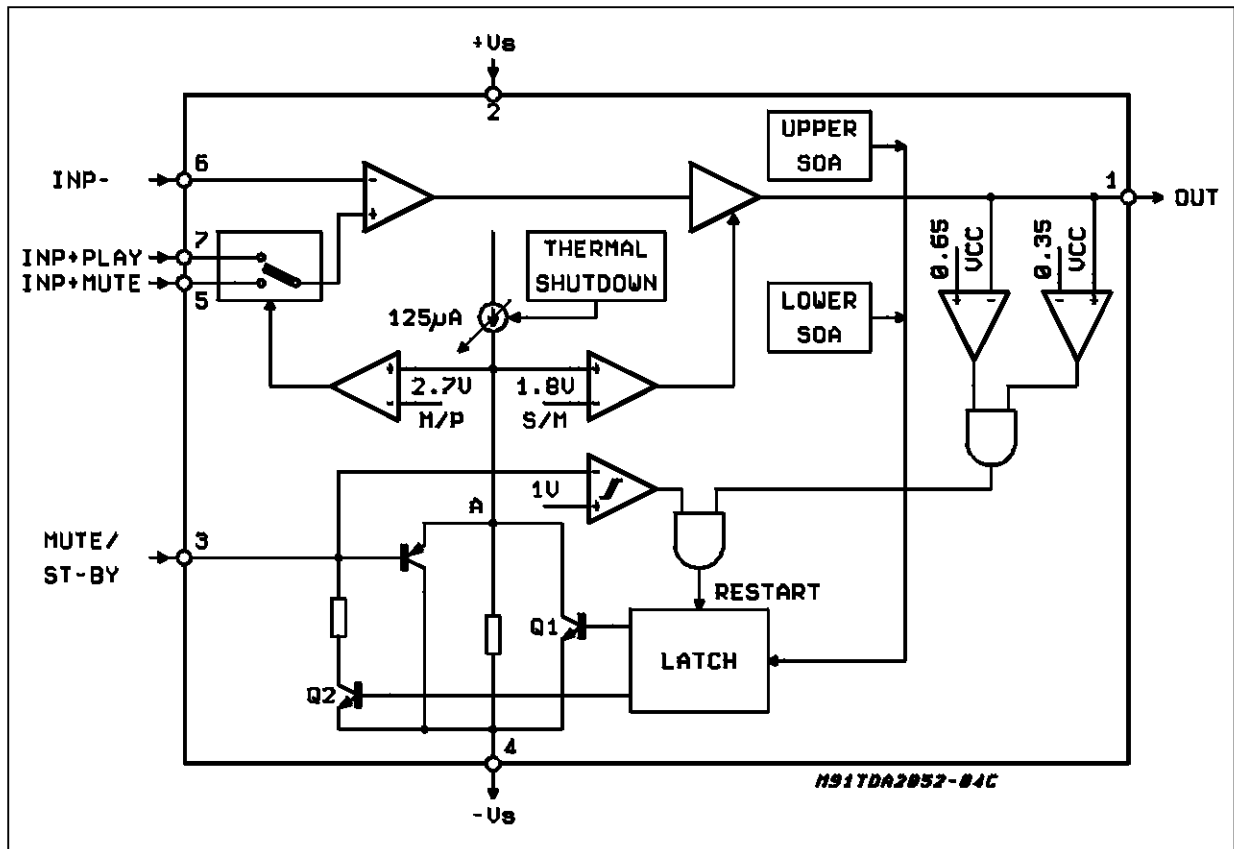 +Vs
2
UPPER
SOA
6
INP-
-
+
1
OUT
7
INP+PLAY
INP+MUTE
5
THERMAL
SHUTDOWN
0.65
VCC
0.35
VCC
+
-
-
+
125µA
LOWER
SOA
+
2.7V
-
M/P
1.8V
+
S/M
-
-
1V
+
A
MUTE/
ST-BY
3
RESTART
Q1
LATCH
Q2
4
-Vs
M91TDA2052-04C